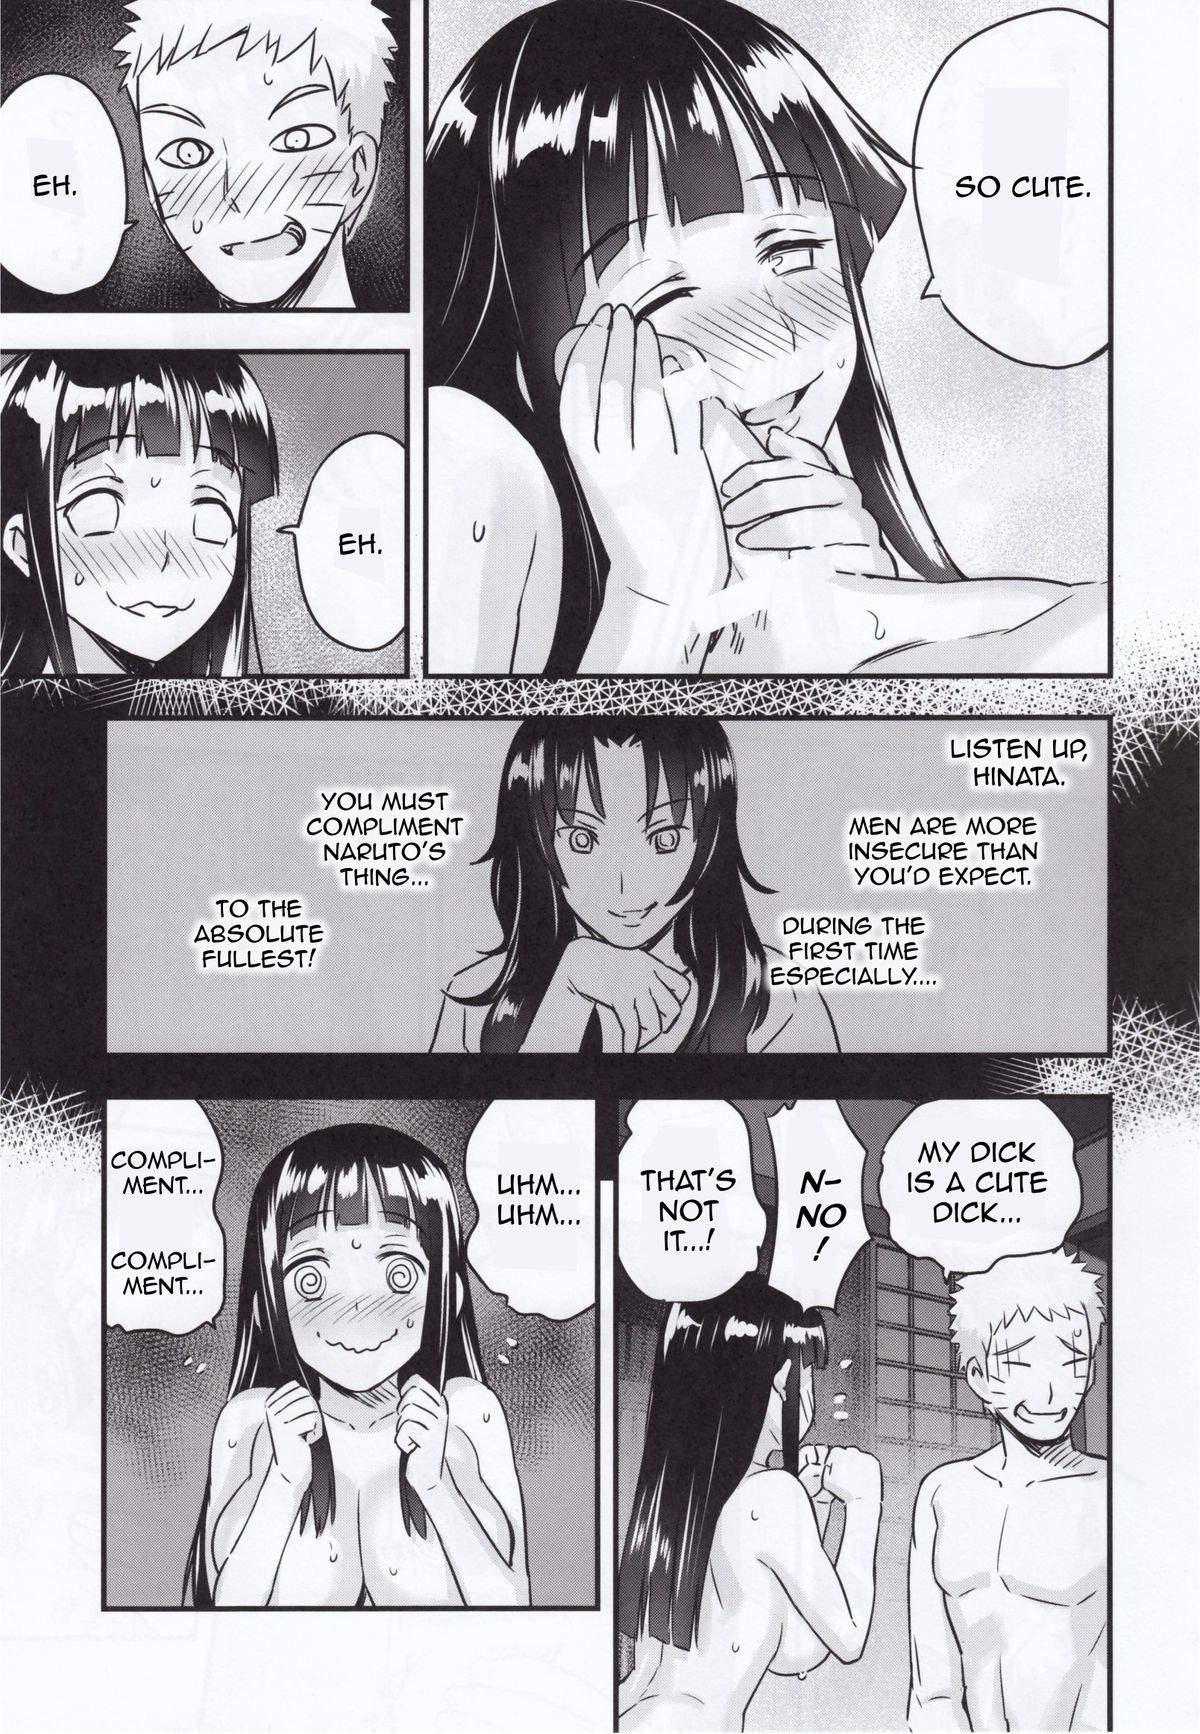 SO CUTE.
EH.
EH.
LISTEN UP,
HINATA.
MEN ARE MORE
INSECURE THAN
YOU'D EXPECT.
DURING THE
FIRST TIME
ESPECIALLY....
YOU MUST
COMPLIMENT
NARUTO'S
THING...
TO THE
ABSOLUTE
FULLEST!
MY DICK
IS A CUTE
DICK...
N-
NO
!
THAT'S
NOT
IT...!
UHM...
UHM...
COMPLI-
MENT...
COMPLI-
MENT...